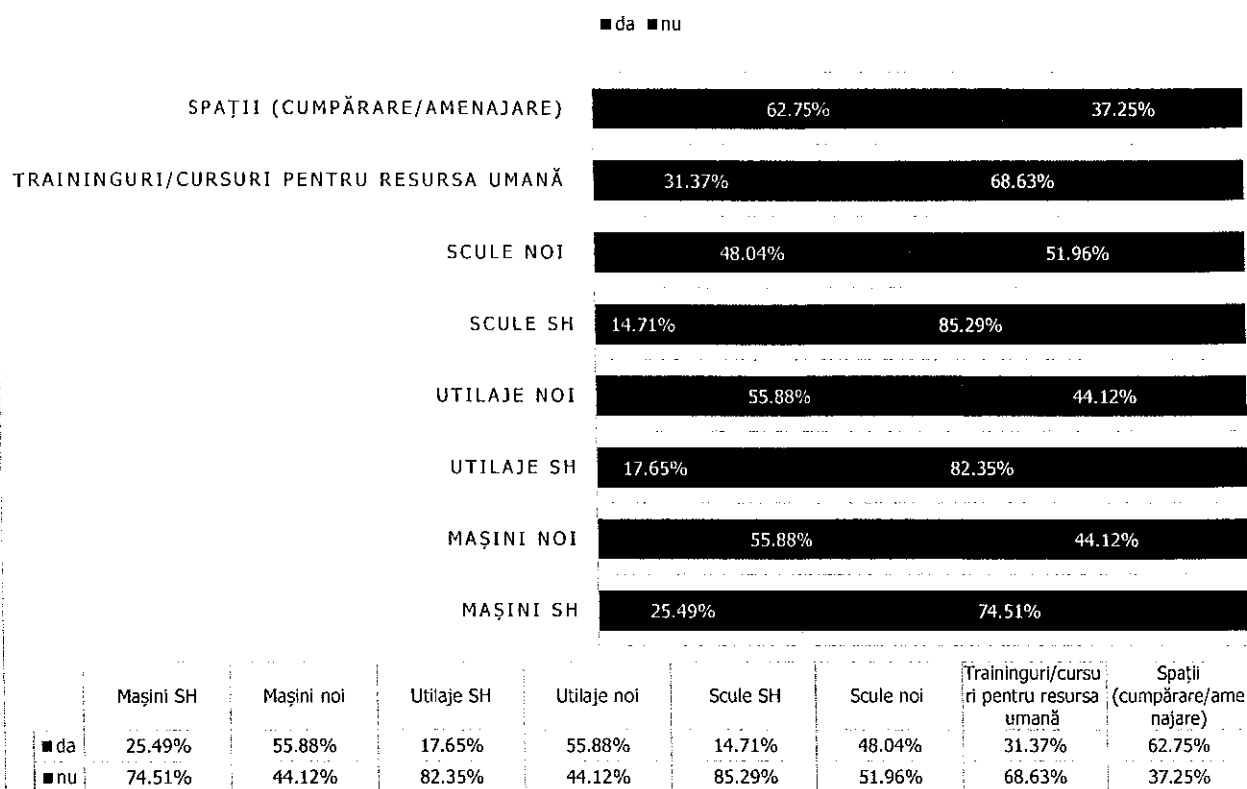 ■da ■nu
SPAȚII (CUMPĂRARE/AMENAJARE) 62.75% 37.25%
TRAININGURI/CURSURI PENTRU RESURSA UMANĂ 31.37% 68.63%
SCULE NOI 48.04% 51.96%
SCULE SH 14.71% 85.29%
UTILAJE NOI 55.88% 44.12%
UTILAJE SH 17.65% 82.35%
MAȘINI NOI 55.88% 44.12%
MAȘINI SH 25.49% 74.51%
Mașini SH Mașini noi Utilaje SH Utilaje noi Scule SH Scule noi Traininguri/cursu Spații
ri pentru resursa (cumpărare/ame
umană najare)
■da 25.49% 55.88% 17.65% 55.88% 14.71% 48.04% 31.37% 62.75%
■nu 74.51% 44.12% 82.35% 44.12% 85.29% 51.96% 68.63% 37.25%